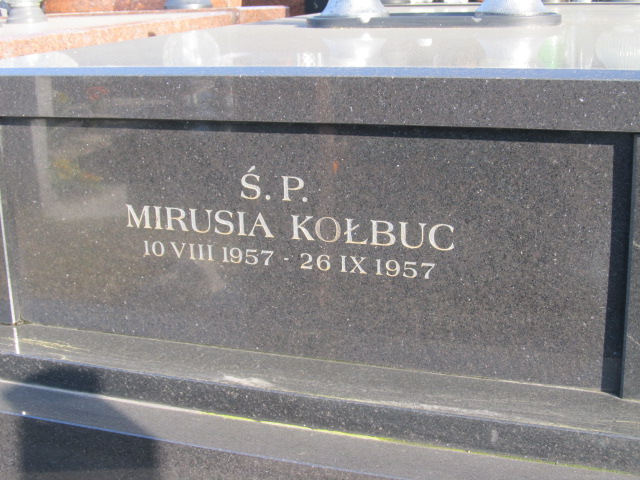 Ś. P.
MIRUSIA KOŁBUC
10 VIII 1957 - 26 IX 1957